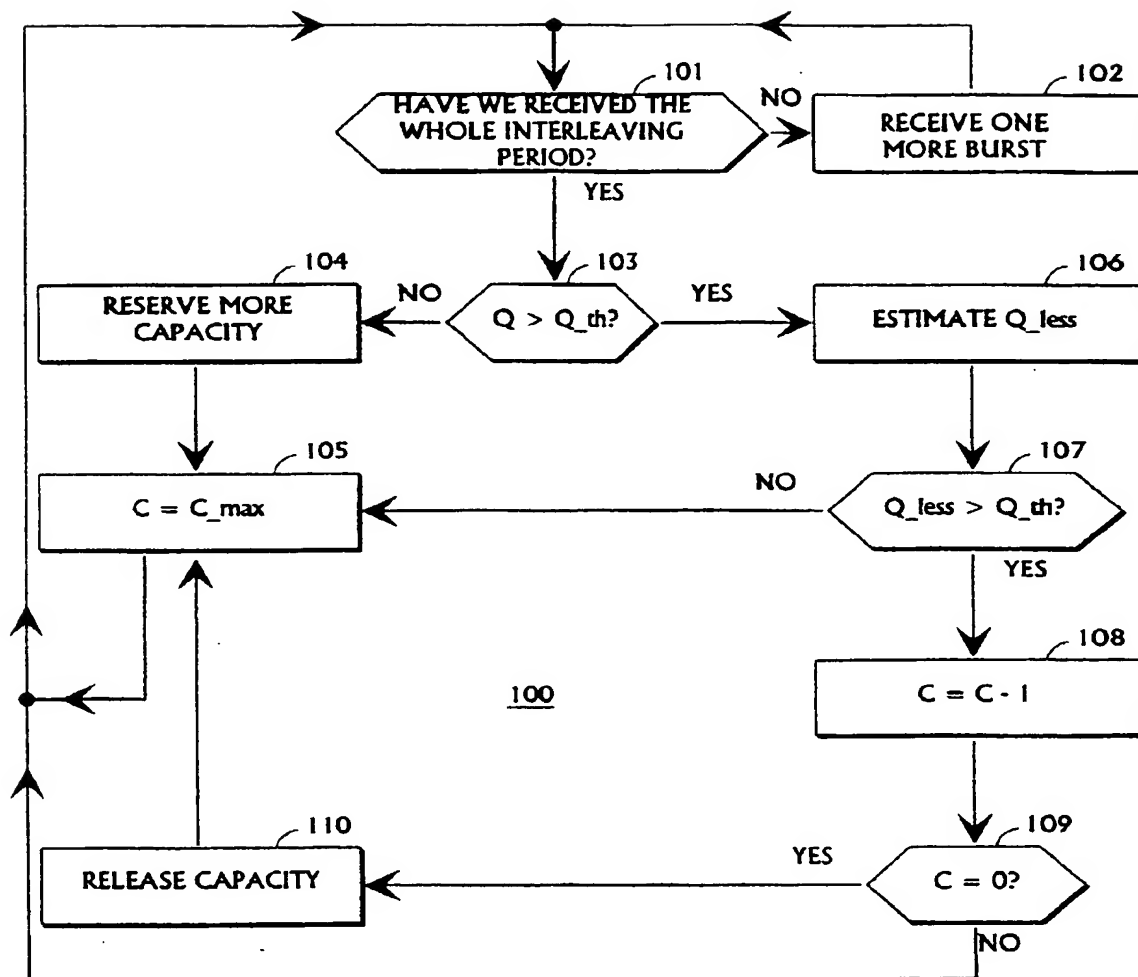 101
HAVE WE RECEIVED THE
WHOLE INTERLEAVING
PERIOD?
NO
102
RECEIVE ONE
MORE BURST
YES
104
RESERVE MORE
CAPACITY
NO
103
Q > Q_th?
YES
106
ESTIMATE Q_less
105
C = C_max
NO
107
Q_less > Q_th?
YES
108
C = C - 1
100
110
RELEASE CAPACITY
YES
109
C = 0?
NO